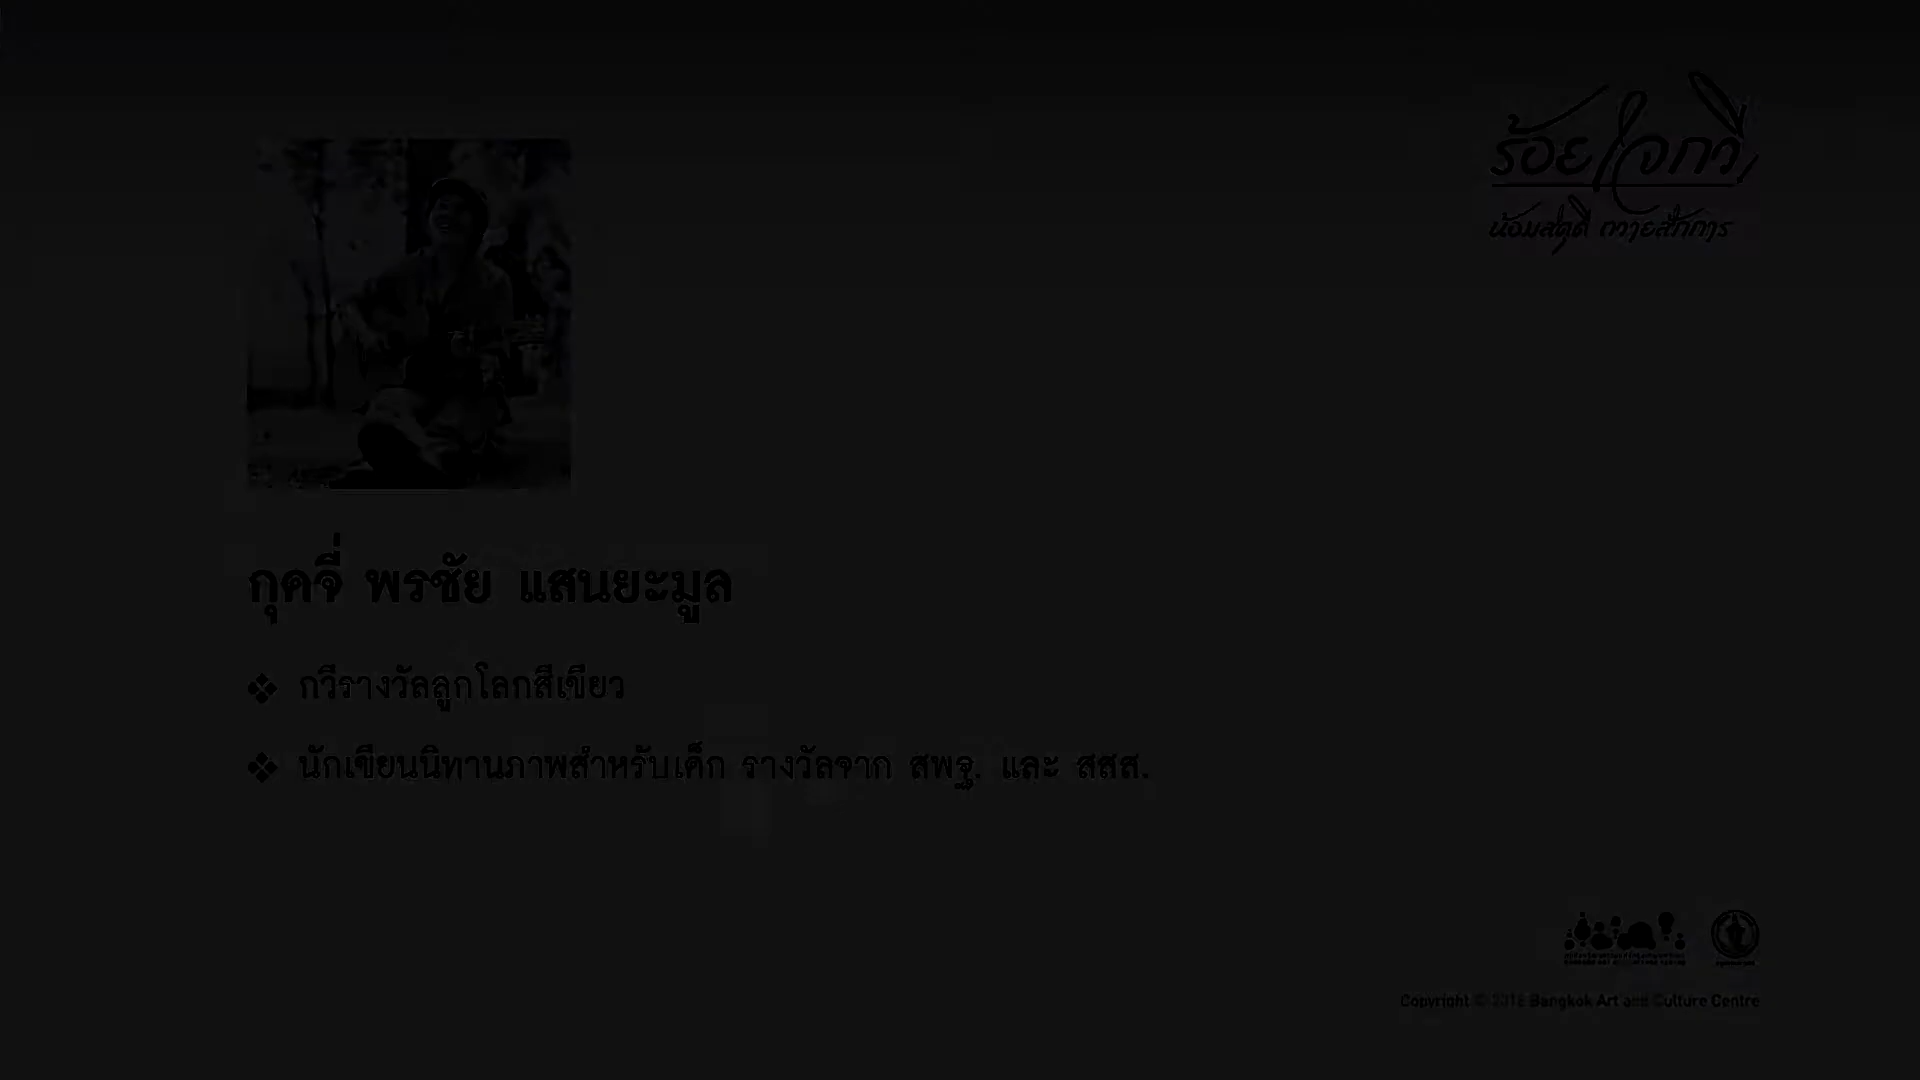 ร้อยใจกวี
น้อมสดุดี ถวายสักการ
กุดจี่ พรชัย แสนยะมูล
❖ กวีรางวัลลูกโลกสีเขียว
❖ นักเขียนนิทานภาพสำหรับเด็ก รางวัลจาก สพฐ. และ สสส.
Copyright © 2016 Bangkok Art and Culture Centre